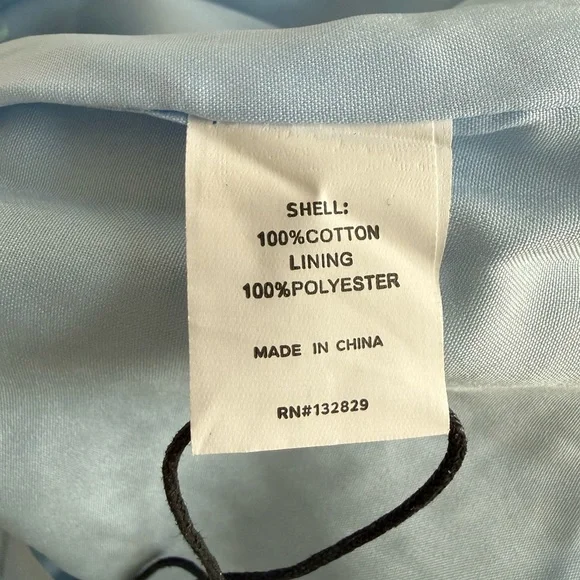 SHELL:
100%COTTON
LINING
100%POLYESTER
MADE IN CHINA
RN#132829